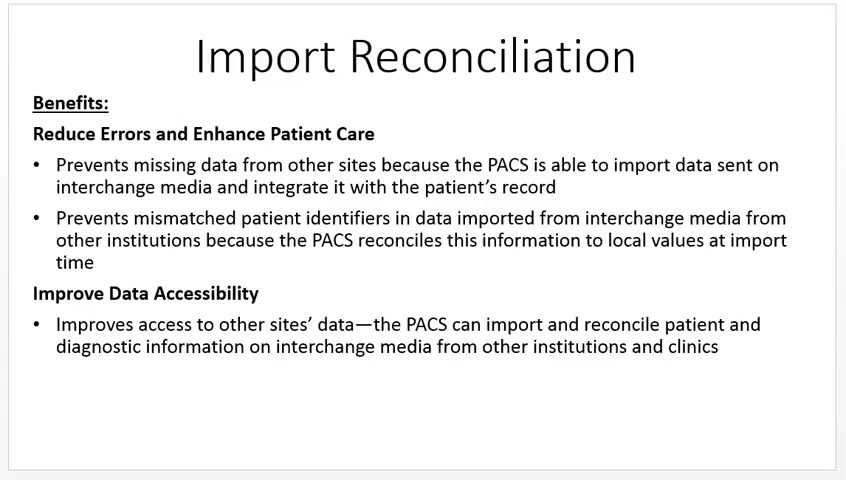 Import Reconciliation
Benefits:
Reduce Errors and Enhance Patient Care
• Prevents missing data from other sites because the PACS is able to import data sent on
interchange media and integrate it with the patient’s record
• Prevents mismatched patient identifiers in data imported from interchange media from
other institutions because the PACS reconciles this information to local values at import
time
Improve Data Accessibility
• Improves access to other sites’ data—the PACS can import and reconcile patient and
diagnostic information on interchange media from other institutions and clinics